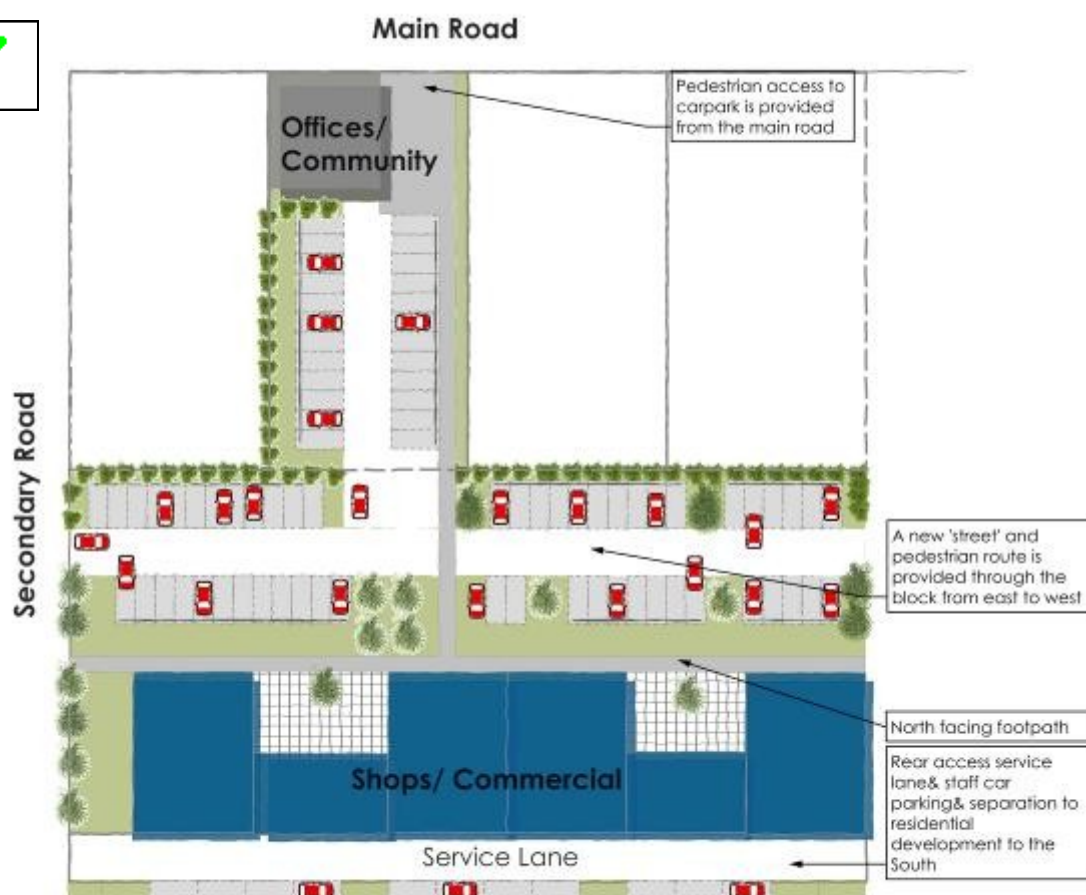 Main Road
Pedestrian access to
carpark is provided
from the main road
Offices/
Community
Secondary Road
A new 'street' and
pedestrian route is
provided through the
block from east to west
North facing footpath
Shops/ Commercial
Rear access service
lane& staff car
parking& separation to
residential
development to the
South
Service Lane